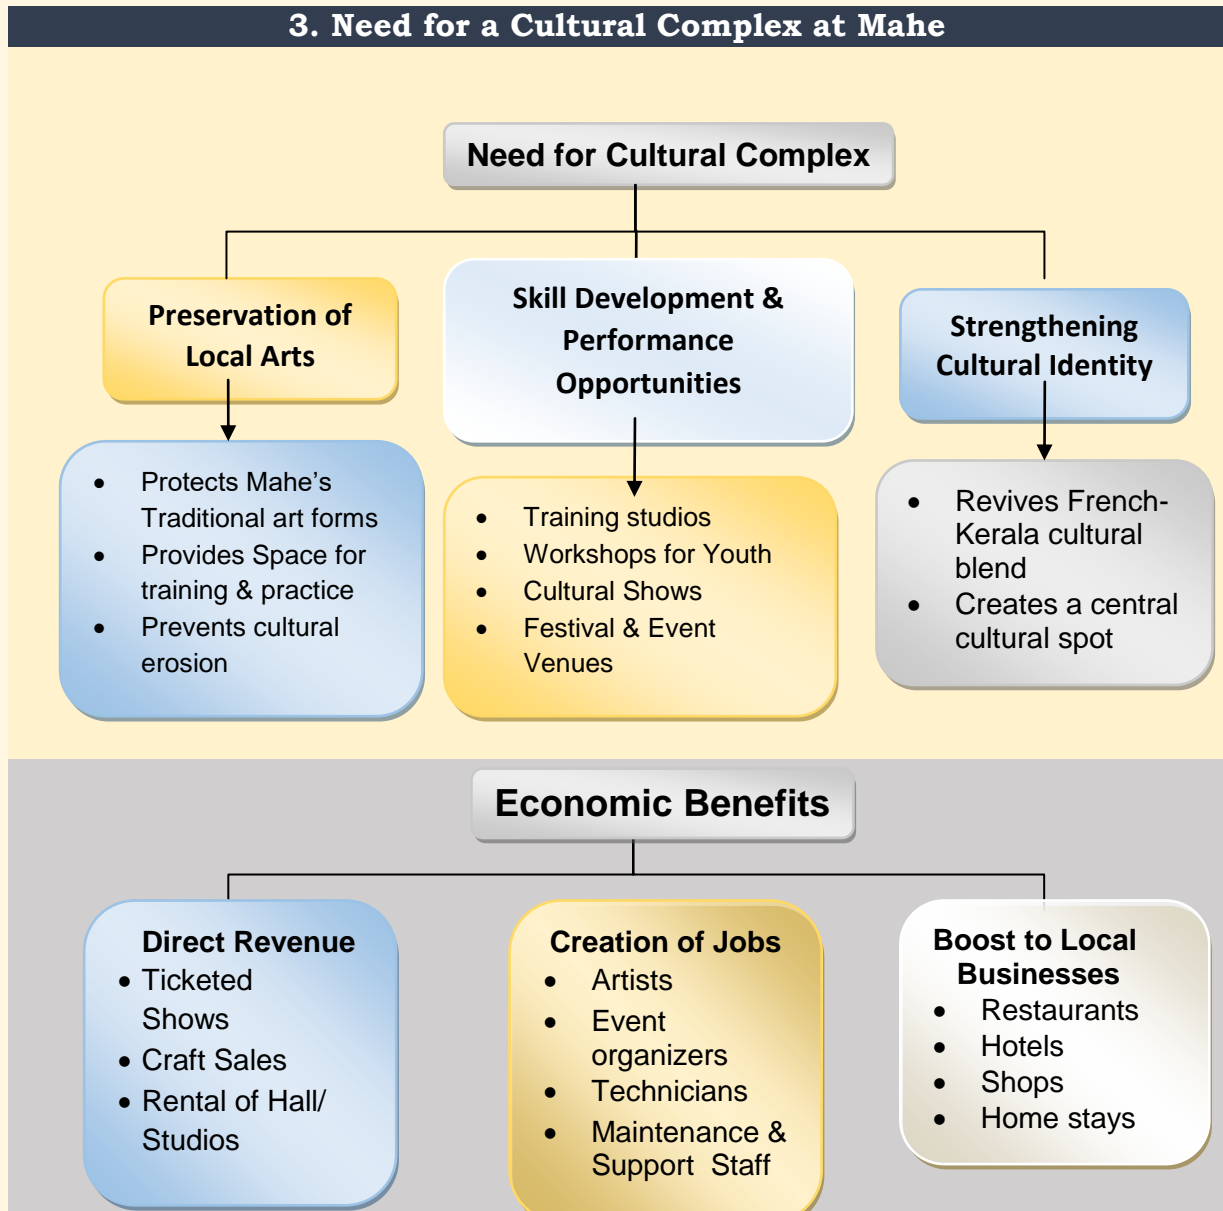 3. Need for a Cultural Complex at Mahe
Need for Cultural Complex
Preservation of
Local Arts
• Protects Mahe's
Traditional art forms
• Provides Space for
training & practice
• Prevents cultural
erosion
Skill Development &
Performance
Opportunities
• Training studios
• Workshops for Youth
• Cultural Shows
• Festival & Event
Venues
Strengthening
Cultural Identity
• Revives French-
Kerala cultural
blend
• Creates a central
cultural spot
Economic Benefits
Direct Revenue
• Ticketed
Shows
• Craft Sales
• Rental of Hall/
Studios
Creation of Jobs
• Artists
• Event
organizers
• Technicians
• Maintenance &
Support Staff
Boost to Local
Businesses
• Restaurants
• Hotels
• Shops
• Home stays